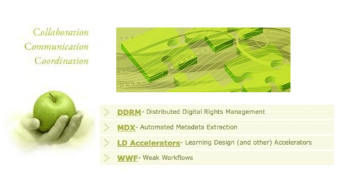 Collaboration
Communication
Coordination
DDRM- Distributed Digital Rights Management
MDX- Automated Metadata Extraction
LD Accelerators- Learning Design (and other) Accelerators
WWF- Weak Workflows